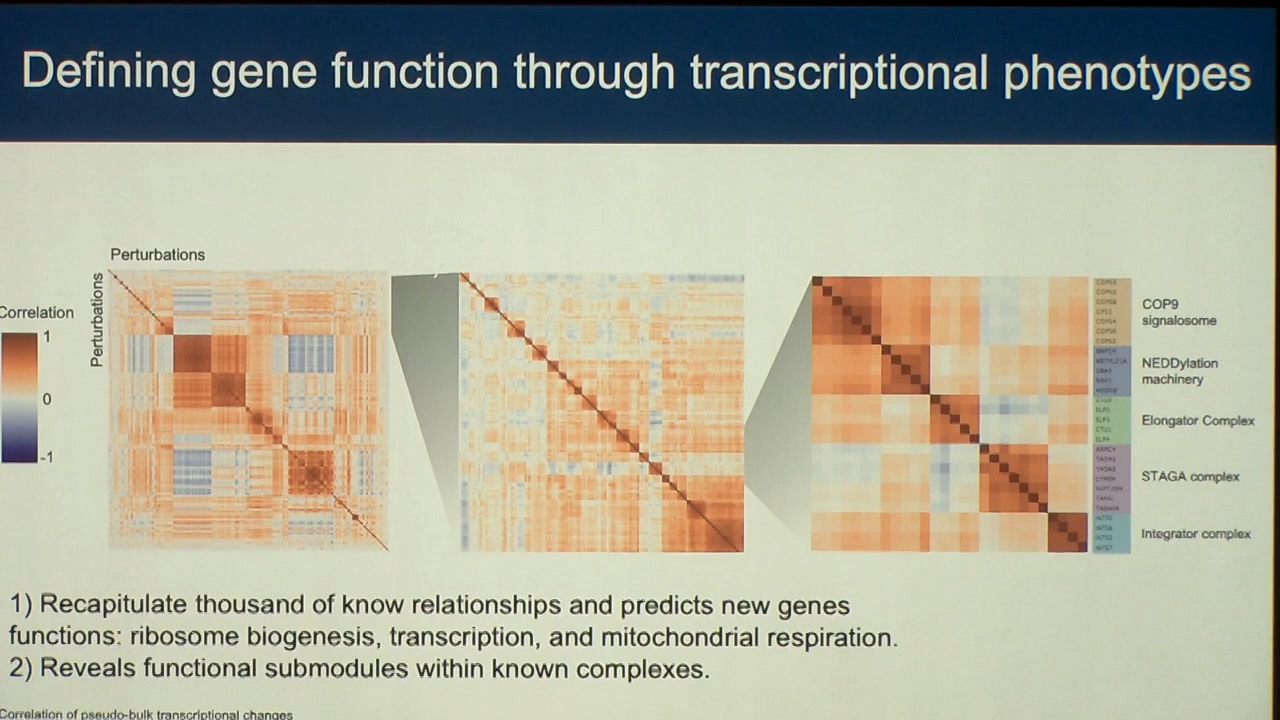 Defining gene function through transcriptional phenotypes
Perturbations
Perturbations
Correlation
1
0
-1
COP9
signalosome
NEDDylation
machinery
Elongator Complex
STAGA complex
Integrator complex
1) Recapitulate thousand of know relationships and predicts new genes
functions: ribosome biogenesis, transcription, and mitochondrial respiration.
2) Reveals functional submodules within known complexes.
Correlation of pseudo-bulk transcriptional changes